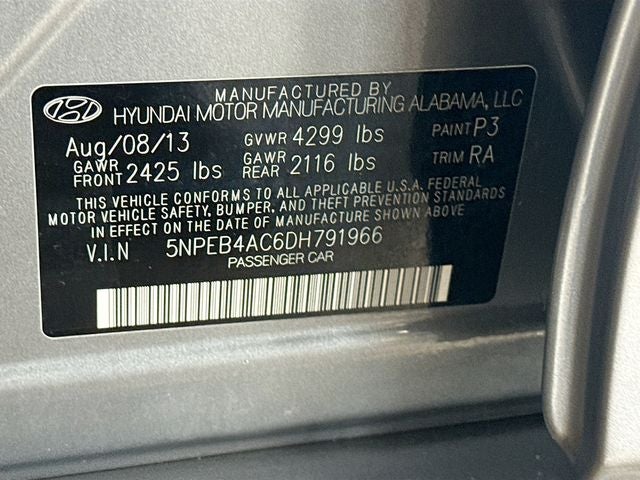 MANUFACTURED BY
HYUNDAI MOTOR MANUFACTURING ALABAMA, LLC
Aug/08/13 GVWR 4299 lbs PAINT P3
GAWR FRONT 2425 lbs GAWR REAR 2116 lbs TRIM RA
THIS VEHICLE CONFORMS TO ALL APPLICABLE U.S.A. FEDERAL
MOTOR VEHICLE SAFETY, BUMPER, AND THEFT PREVENTION STANDARDS
IN EFFECT ON THE DATE OF MANUFACTURE SHOWN ABOVE.
V.I.N 5NPEB4AC6DH791966
PASSENGER CAR